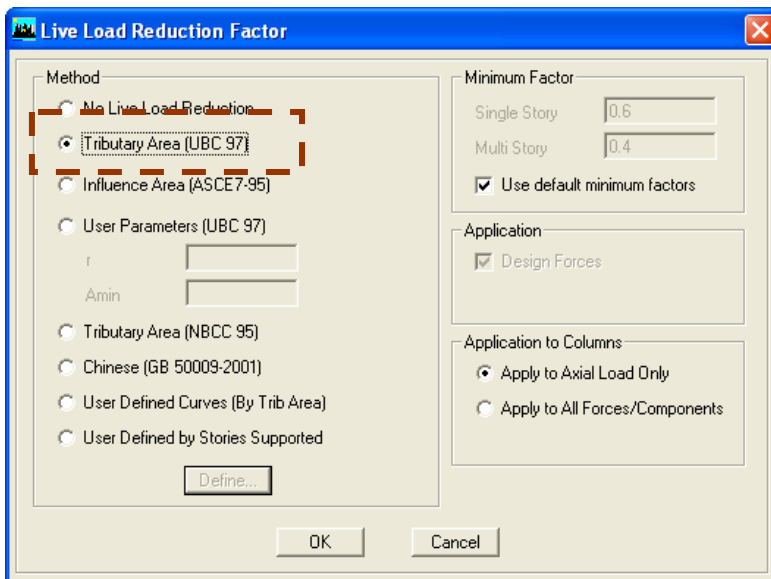 Live Load Reduction Factor
Method
No Live Load Reduction
Tributary Area (UBC 97)
Influence Area (ASCE7-95)
User Parameters (UBC 97)
r
Amin
Tributary Area (NBCC 95)
Chinese (GB 50009-2001)
User Defined Curves (By Trib Area)
User Defined by Stories Supported
Define...
Minimum Factor
Single Story 0.6
Multi Story 0.4
Use default minimum factors
Application
Design Forces
Application to Columns
Apply to Axial Load Only
Apply to All Forces/Components
OK Cancel